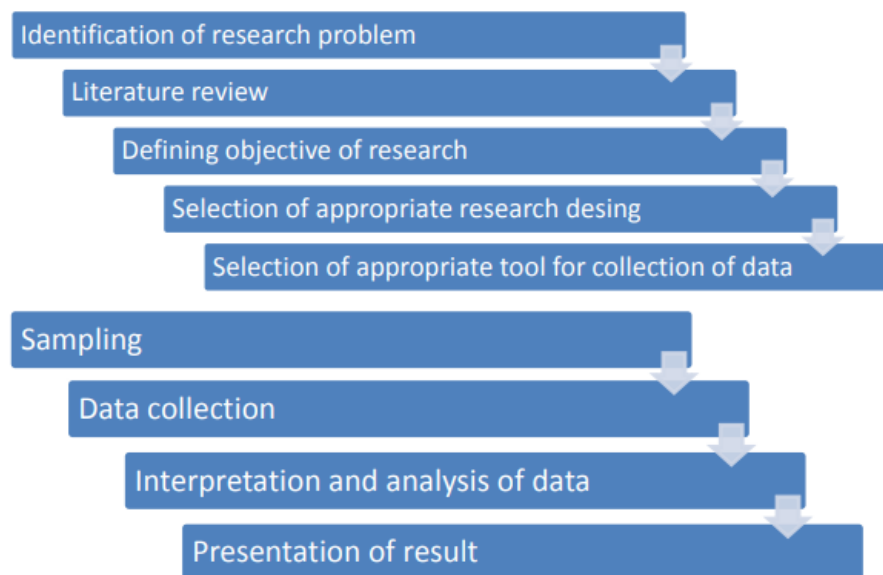 Identification of research problem
Literature review
Defining objective of research
Selection of appropriate research desing
Selection of appropriate tool for collection of data
Sampling
Data collection
Interpretation and analysis of data
Presentation of result